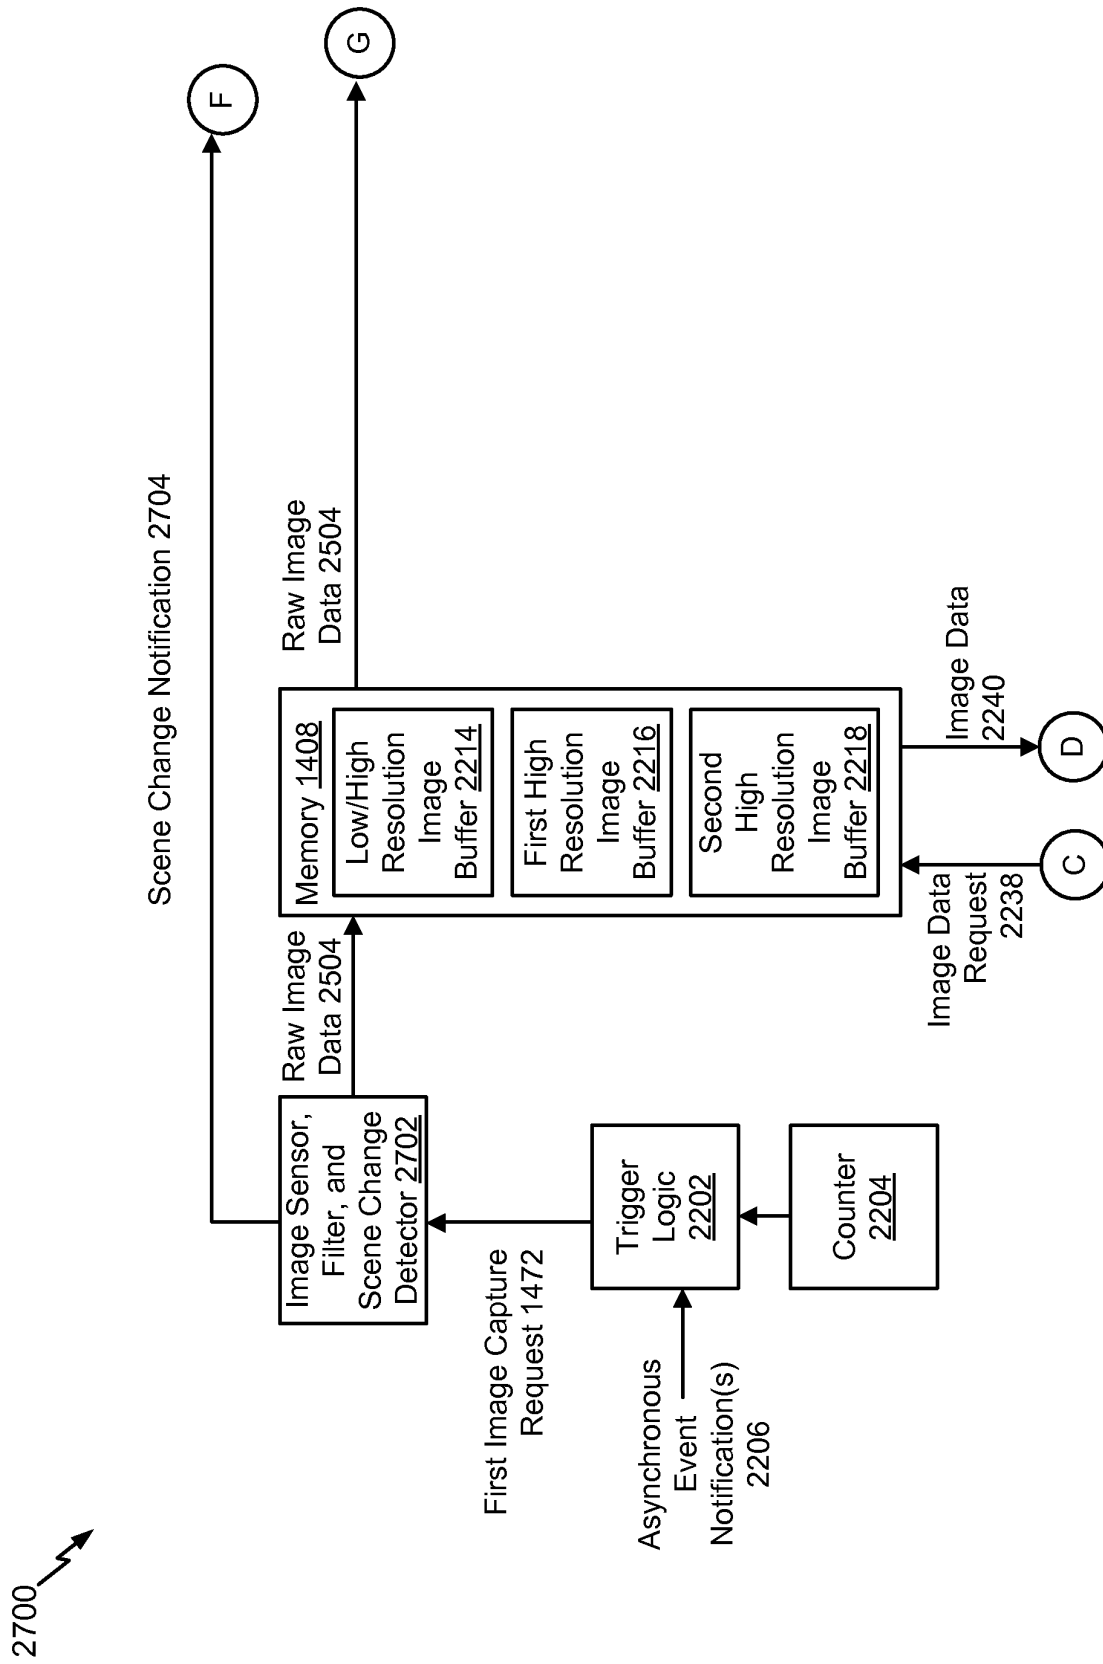 2700
Scene Change Notification 2704
F
G
Image Sensor,
Filter, and
Scene Change
Detector 2702
Raw Image
Data 2504
Memory 1408
Low/High
Resolution
Image
Buffer 2214
First High
Resolution
Image
Buffer 2216
Second
High
Resolution
Image
Buffer 2218
Raw Image
Data 2504
First Image Capture
Request 1472
Trigger
Logic
2202
Asynchronous
Event
Notification(s)
2206
Counter
2204
Image Data
Request
2238
C
Image Data
2240
D